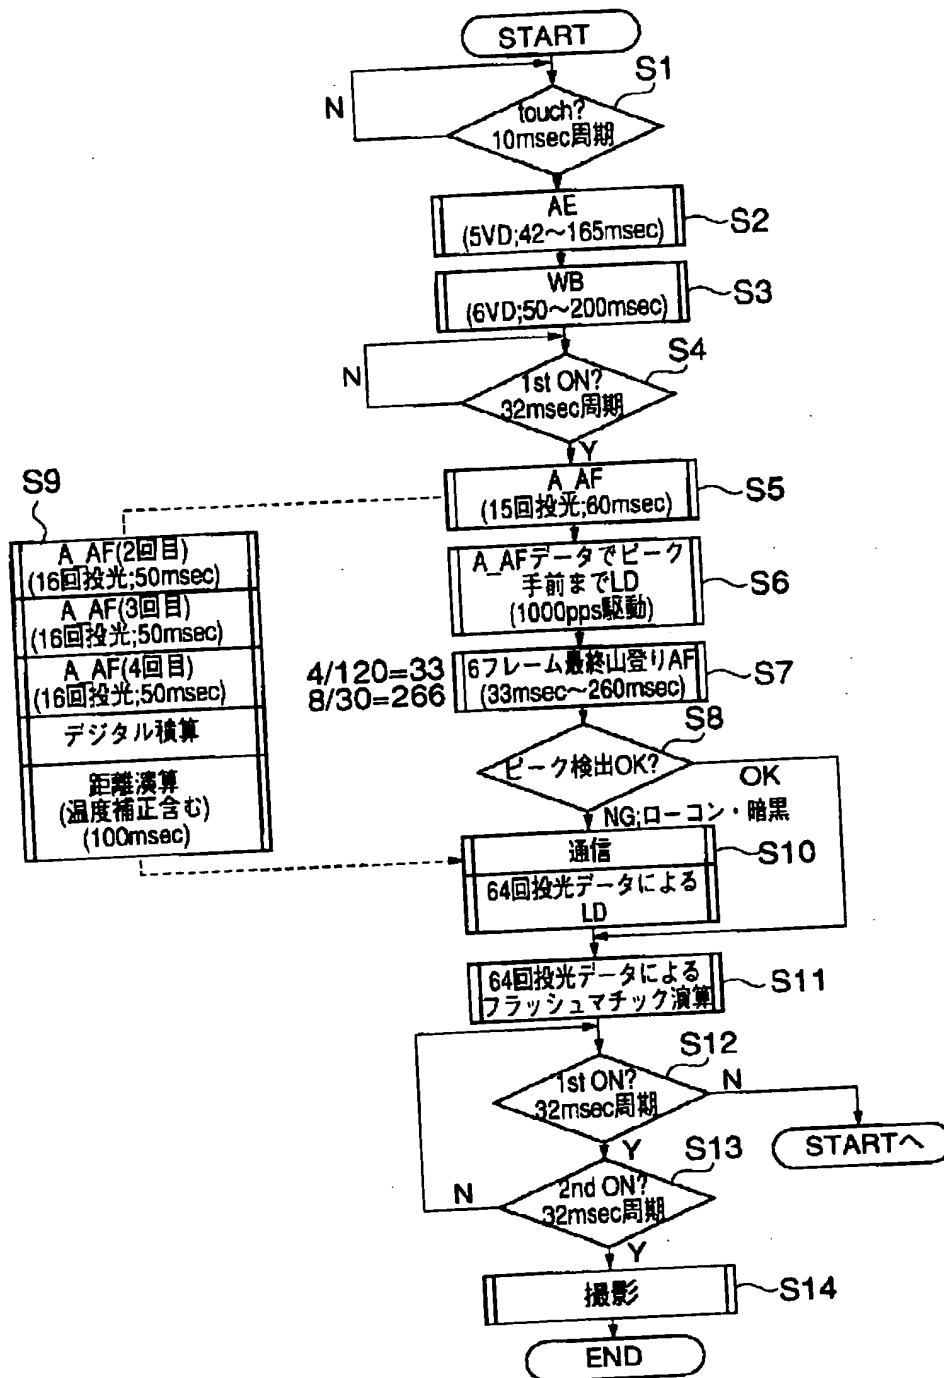 START
S1
N
touch?
10msec周期
AE
(5VD;42～165msec)
S2
WB
(6VD;50～200msec)
S3
S4
N
1st ON?
32msec周期
Y
S9
A_AF
(15回投光;60msec)
S5
A_AF(2回目)
(16回投光;50msec)
A_AF(3回目)
(16回投光;50msec)
A_AF(4回目)
(16回投光;50msec)
デジタル積算
距離演算
(温度補正含む)
(100msec)
A_AFデータでピーク
手前までLD
(1000pps駆動)
S6
4/120=33
8/30=266
6フレーム最終山登りAF
(33msec～260msec)
S7
S8
ピーク検出OK?
OK
NG;ローコン・暗黒
通信
S10
64回投光データによる
LD
64回投光データによる
フラッシュマチック演算
S11
S12
1st ON?
32msec周期
N
STARTへ
Y
S13
N
2nd ON?
32msec周期
Y
撮影
S14
END